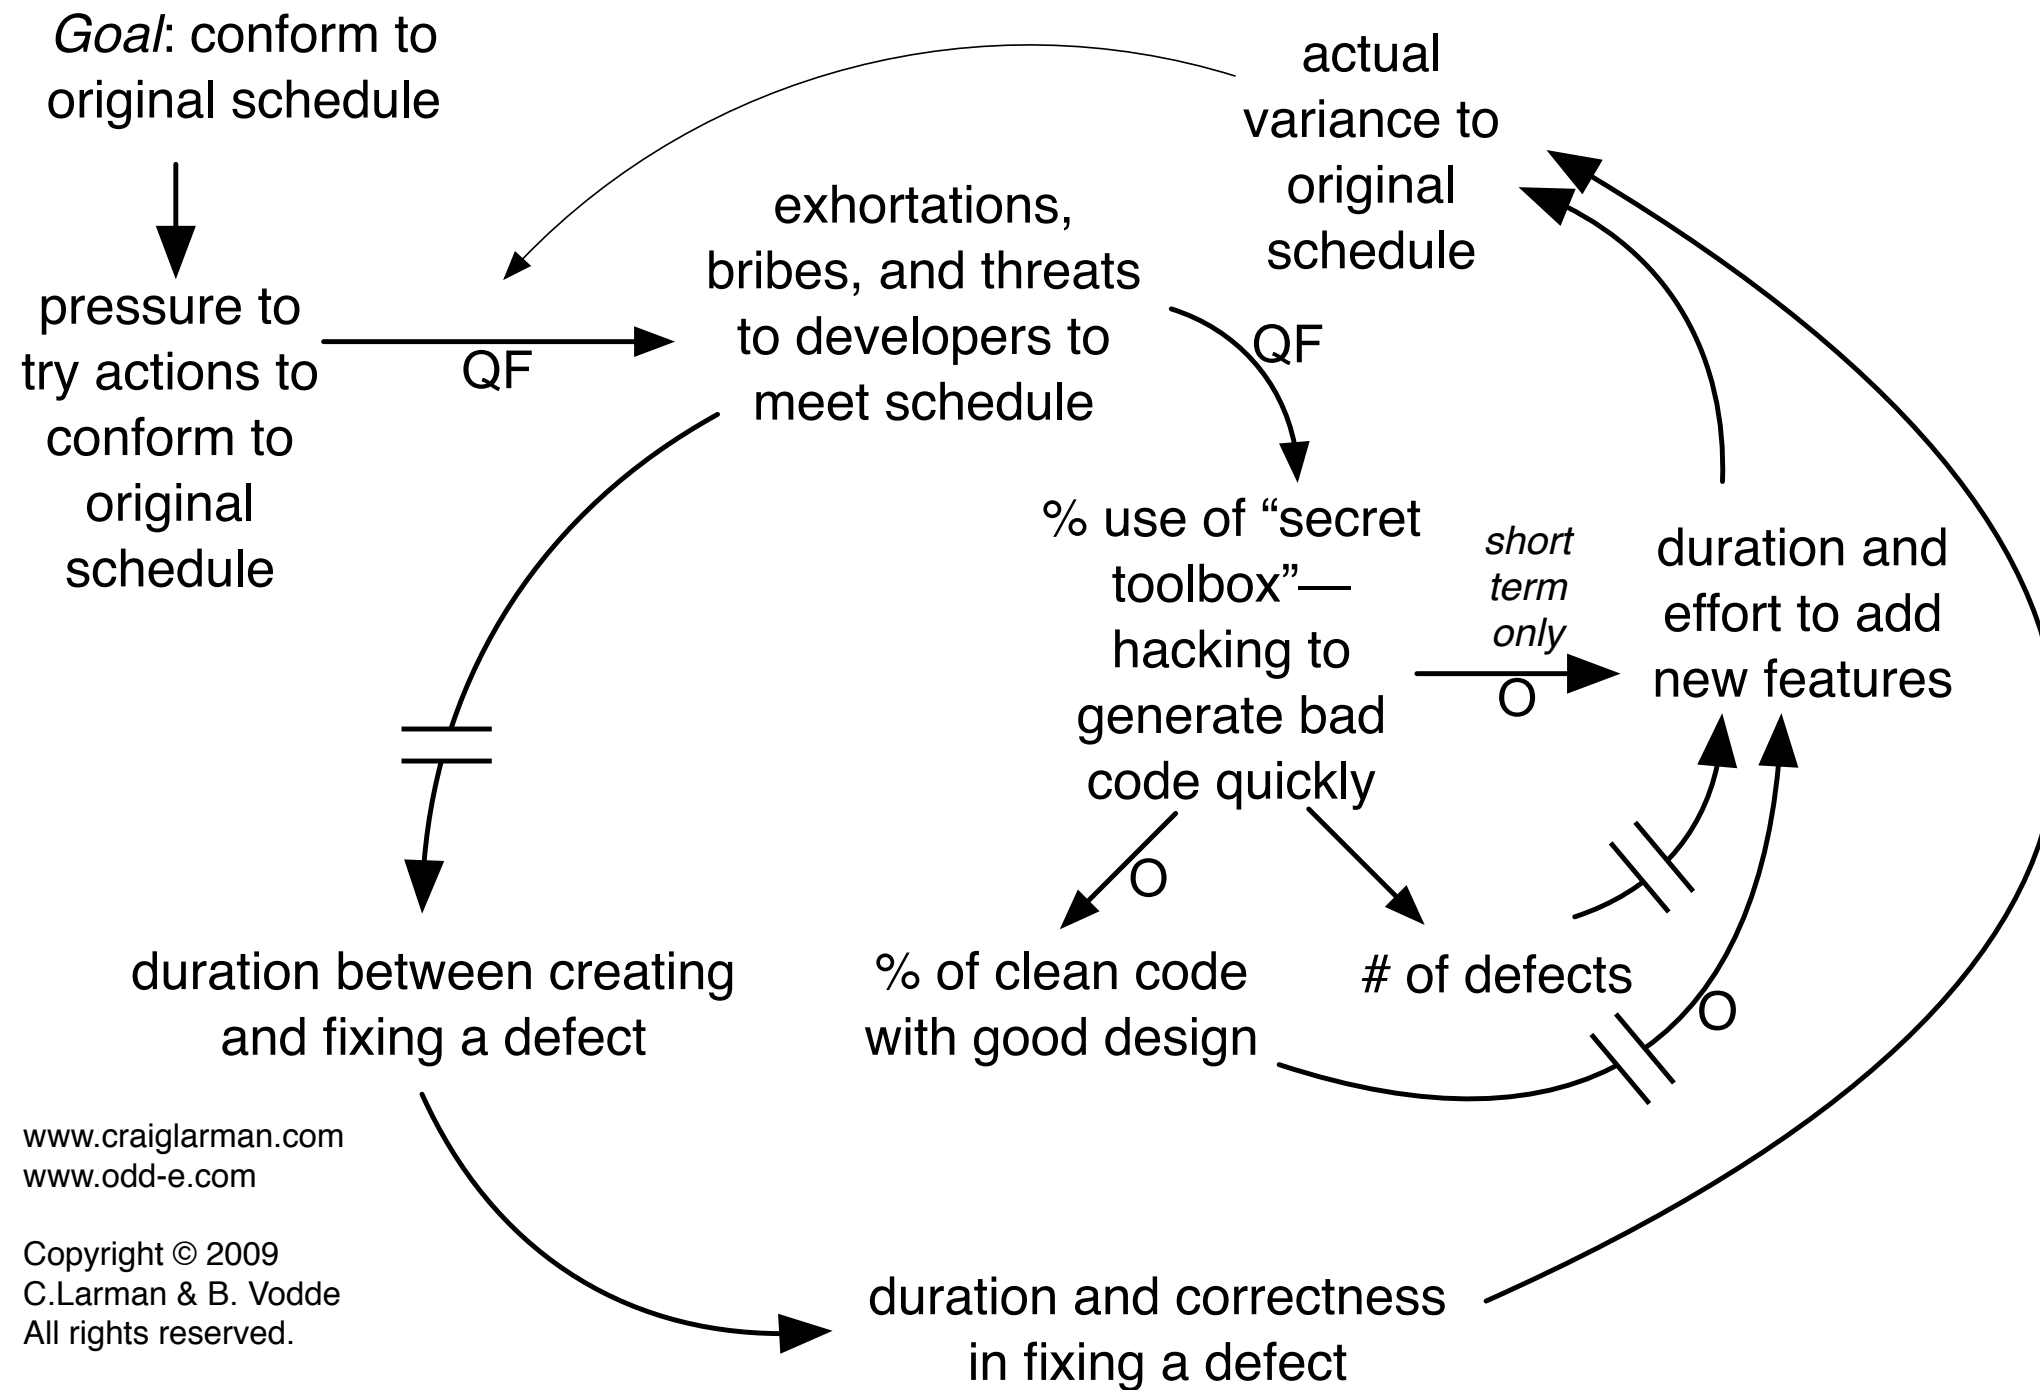 Goal: conform to
original schedule
actual
variance to
original
schedule
exhortations,
bribes, and threats
to developers to
meet schedule
pressure to
try actions to
conform to
original
schedule
QF
QF
% use of “secret
toolbox”—
hacking to
generate bad
code quickly
short
term
only
O
duration and
effort to add
new features
O
duration between creating
and fixing a defect
% of clean code
with good design
# of defects
O
www.craiglarman.com
www.odd-e.com
Copyright © 2009
C.Larman & B. Vodde
All rights reserved.
duration and correctness
in fixing a defect